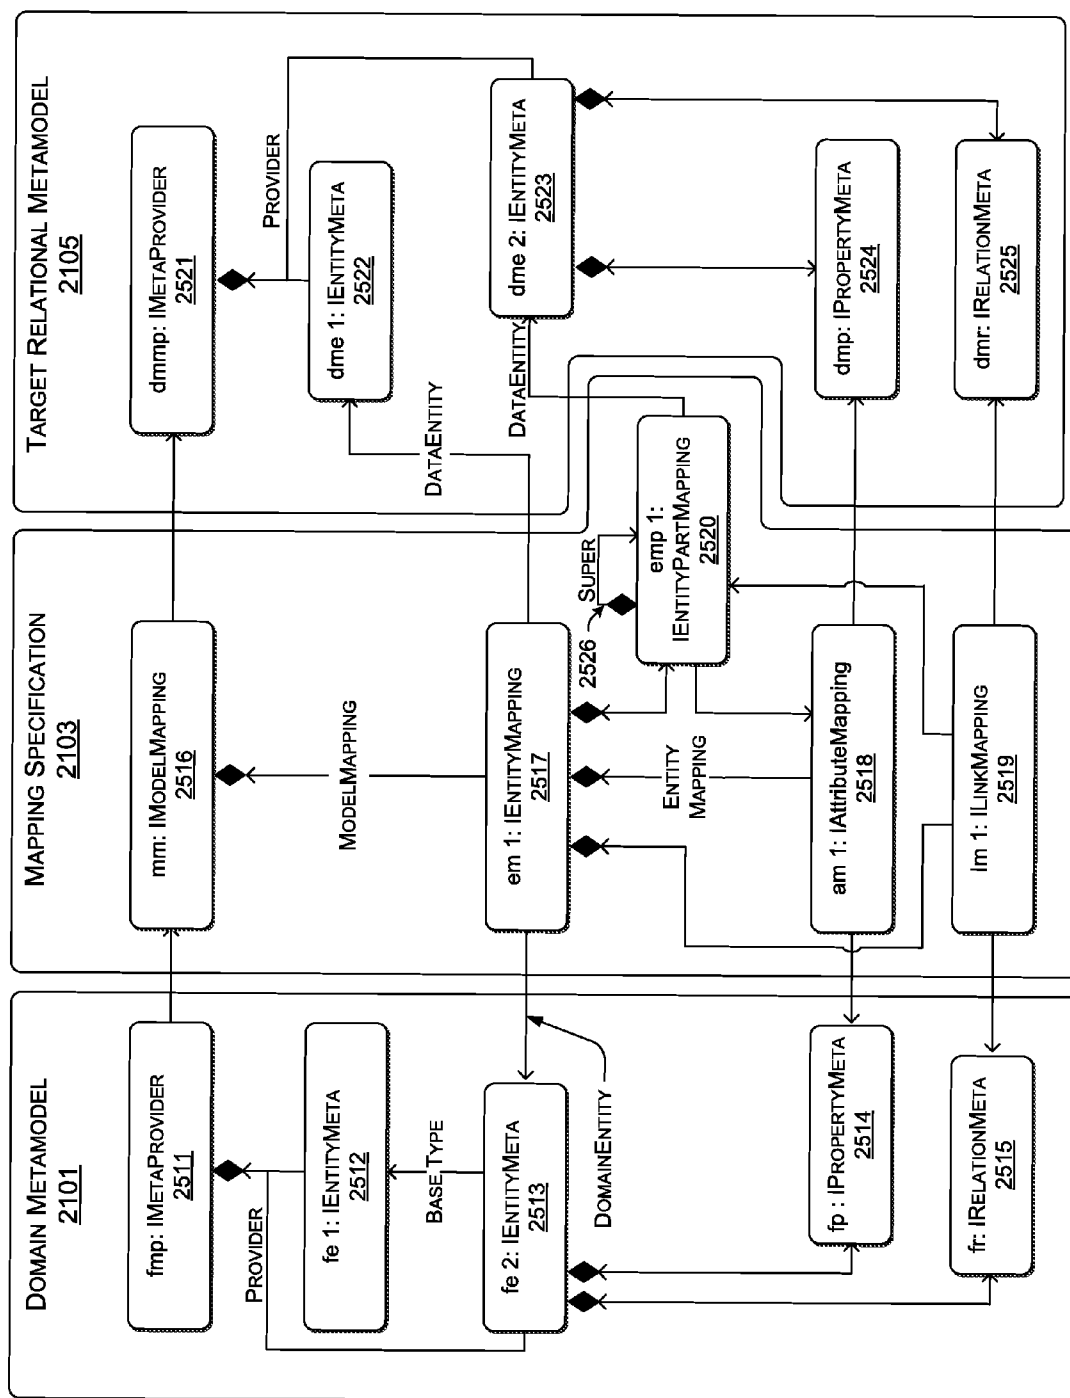 DOMAIN METAMODEL
2101
fmp: IMETAPROVIDER
2511
PROVIDER
fe 1: IENTITYMETA
2512
BASE TYPE
fe 2: IENTITYMETA
2513
DOMAINENTITY
fp : IPROPERTYMETA
2514
fr: IRELATIONMETA
2515
MAPPING SPECIFICATION
2103
mm: IMODELMAPPING
2516
MODELMAPPING
em 1: IENTITYMAPPING
2517
2526
SUPER
emp 1:
IENTITYPARTMAPPING
2520
ENTITY
MAPPING
am 1: IAttributeMapping
2518
lm 1: ILINKMAPPING
2519
TARGET RELATIONAL METAMODEL
2105
dmmp: IMETAPROVIDER
2521
PROVIDER
dme 1: IENTITYMETA
2522
DATAENTITY
dme 2: IENTITYMETA
2523
DATAENTITY
dmp: IPROPERTYMETA
2524
dmr: IRELATIONMETA
2525